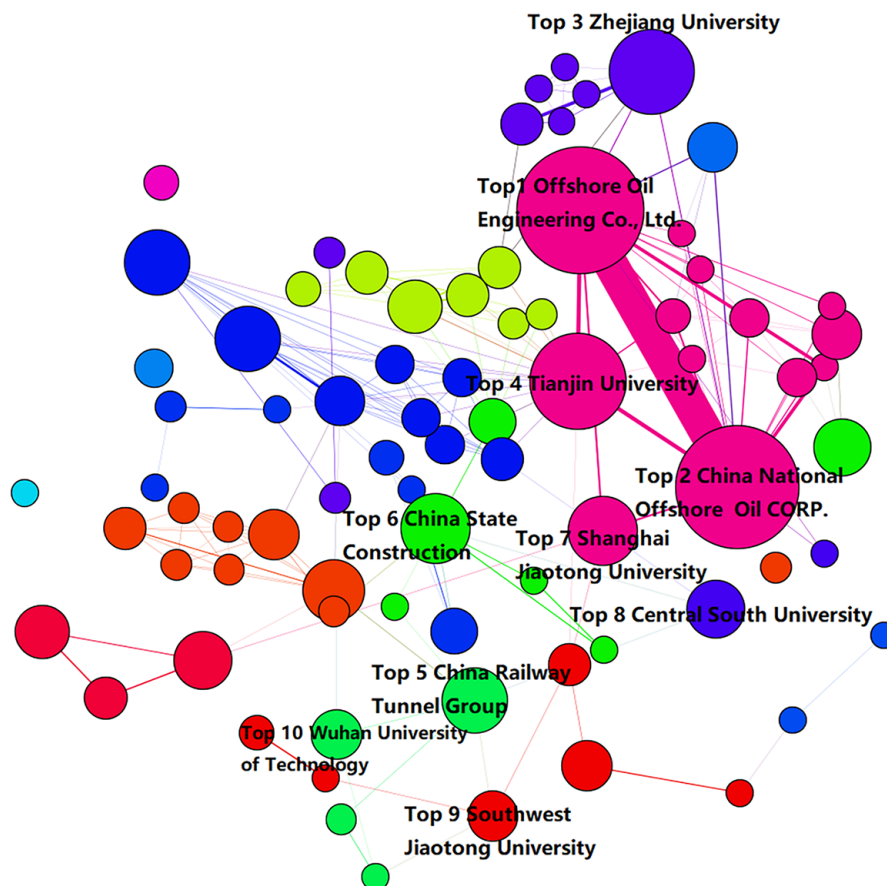 Top 3 Zhejiang University
Top1 Offshore Oil
Engineering Co., Ltd.
Top 4 Tianjin University
Top 2 China National
Offshore Oil CORP.
Top 6 China State
Construction
Top 7 Shanghai
Jiaotong University
Top 8 Central South University
Top 5 China Railway
Tunnel Group
Top 10 Wuhan University
of Technology
Top 9 Southwest
Jiaotong University